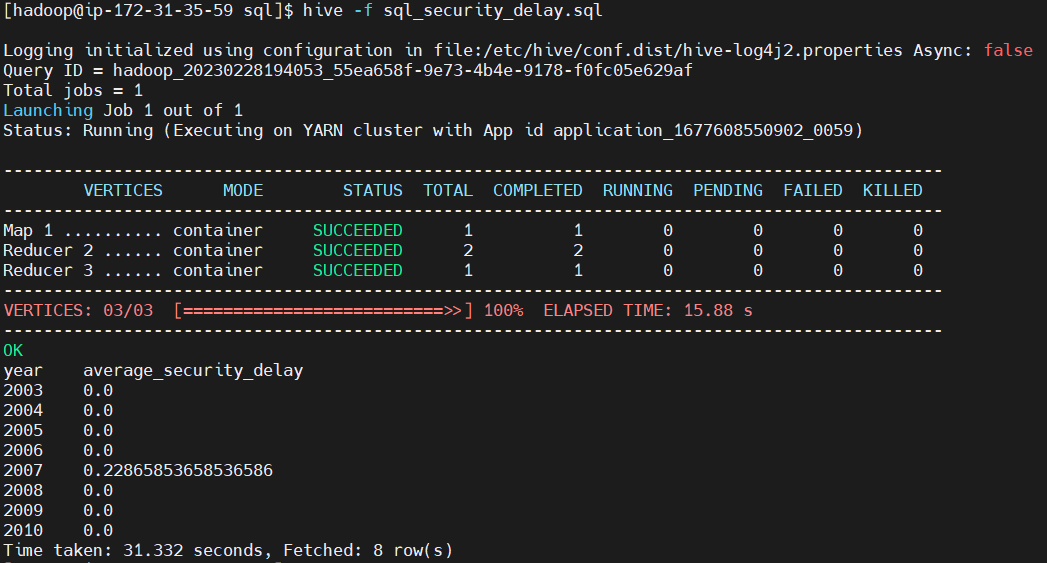 [hadoop@ip-172-31-35-59 sql]$ hive -f sql_security_delay.sql
Logging initialized using configuration in file:/etc/hive/conf.dist/hive-log4j2.properties Async: false
Query ID = hadoop_20230228194053_55ea658f-9e73-4b4e-9178-f0fc05e629af
Total jobs = 1
Launching Job 1 out of 1
Status: Running (Executing on YARN cluster with App id application_1677608550902_0059)
----------------------------------------------------------------------------------------------
        VERTICES      MODE        STATUS  TOTAL  COMPLETED  RUNNING  PENDING  FAILED  KILLED
----------------------------------------------------------------------------------------------
Map 1 .......... container     SUCCEEDED      1          1        0        0       0       0
Reducer 2 ...... container     SUCCEEDED      2          2        0        0       0       0
Reducer 3 ...... container     SUCCEEDED      1          1        0        0       0       0
----------------------------------------------------------------------------------------------
VERTICES: 03/03  [==========================>>] 100%  ELAPSED TIME: 15.88 s
----------------------------------------------------------------------------------------------
OK
year    average_security_delay
2003    0.0
2004    0.0
2005    0.0
2006    0.0
2007    0.22865853658536586
2008    0.0
2009    0.0
2010    0.0
Time taken: 31.332 seconds, Fetched: 8 row(s)